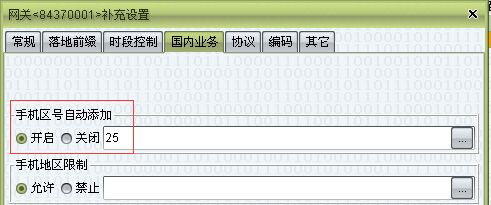 网关<84370001>补充设置
常规 落地前缀 时段控制 国内业务 协议 编码 其它
手机区号自动添加
开启 关闭 25 ...
手机地区限制
允许 禁止 ...